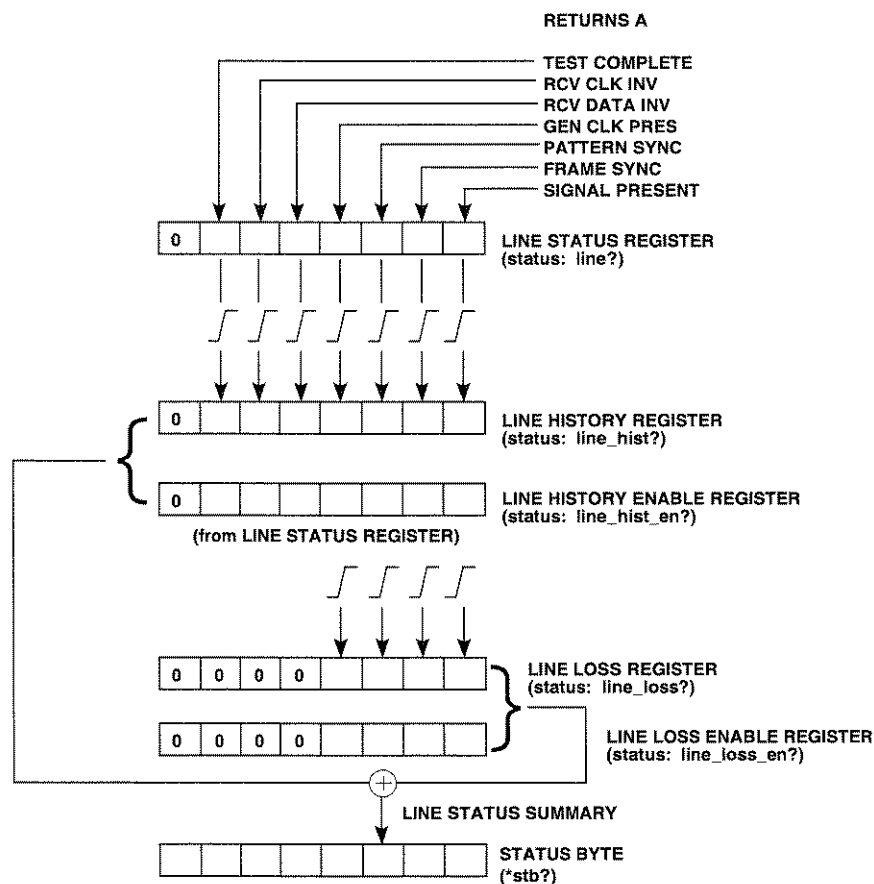 RETURNS A
TEST COMPLETE
RCV CLK INV
RCV DATA INV
GEN CLK PRES
PATTERN SYNC
FRAME SYNC
SIGNAL PRESENT
0
LINE STATUS REGISTER
(status: line?)
0
LINE HISTORY REGISTER
(status: line_hist?)
0
LINE HISTORY ENABLE REGISTER
(status: line_hist_en?)
(from LINE STATUS REGISTER)
0 0 0 0
LINE LOSS REGISTER
(status: line_loss?)
0 0 0 0
LINE LOSS ENABLE REGISTER
(status: line_loss_en?)
+
LINE STATUS SUMMARY
STATUS BYTE
(*stb?)